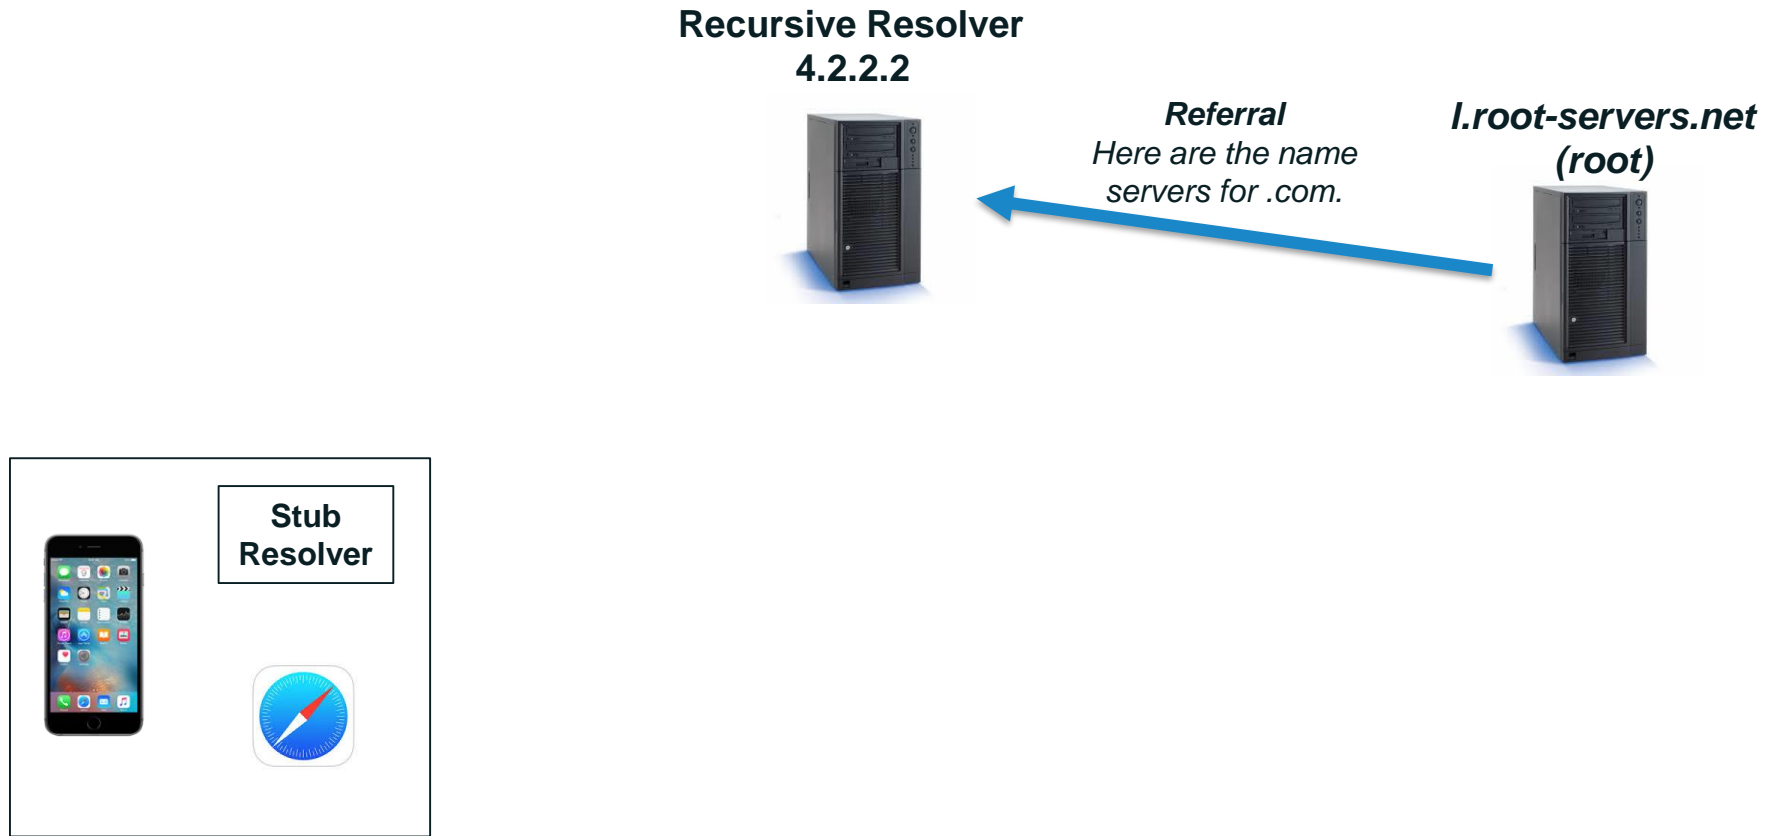 Recursive Resolver
4.2.2.2
Referral
Here are the name
servers for .com.
l.root-servers.net
(root)
Stub
Resolver